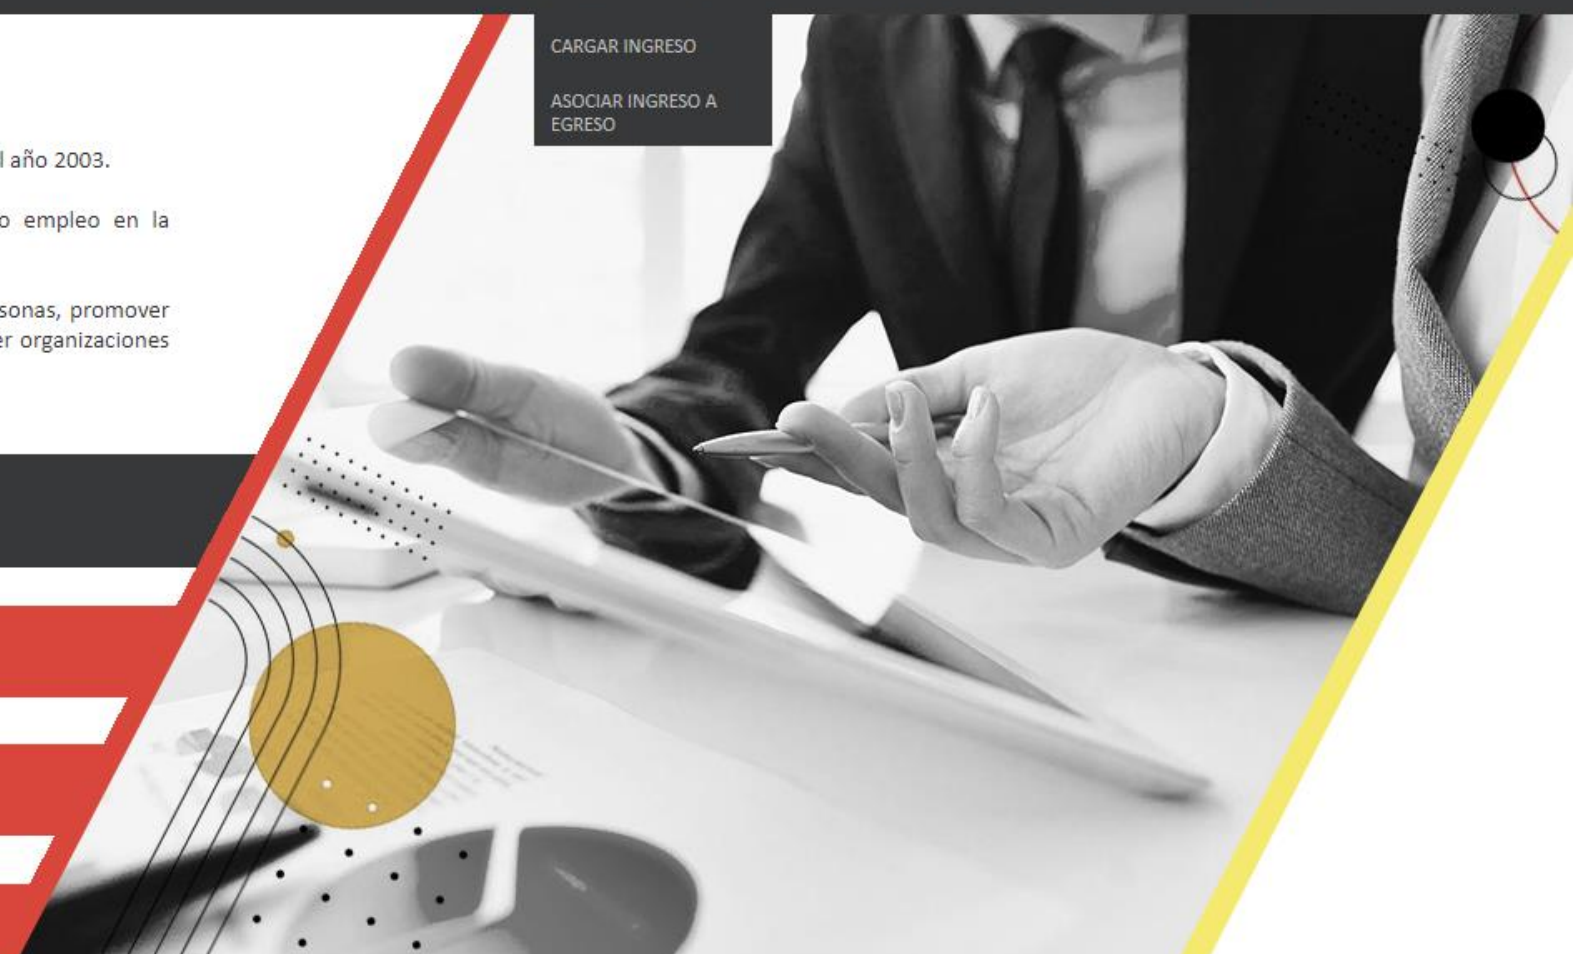 CARGAR INGRESO
ASOCIAR INGRESO A
EGRESO
l año 2003.
o empleo en la
sonas, promover
er organizaciones